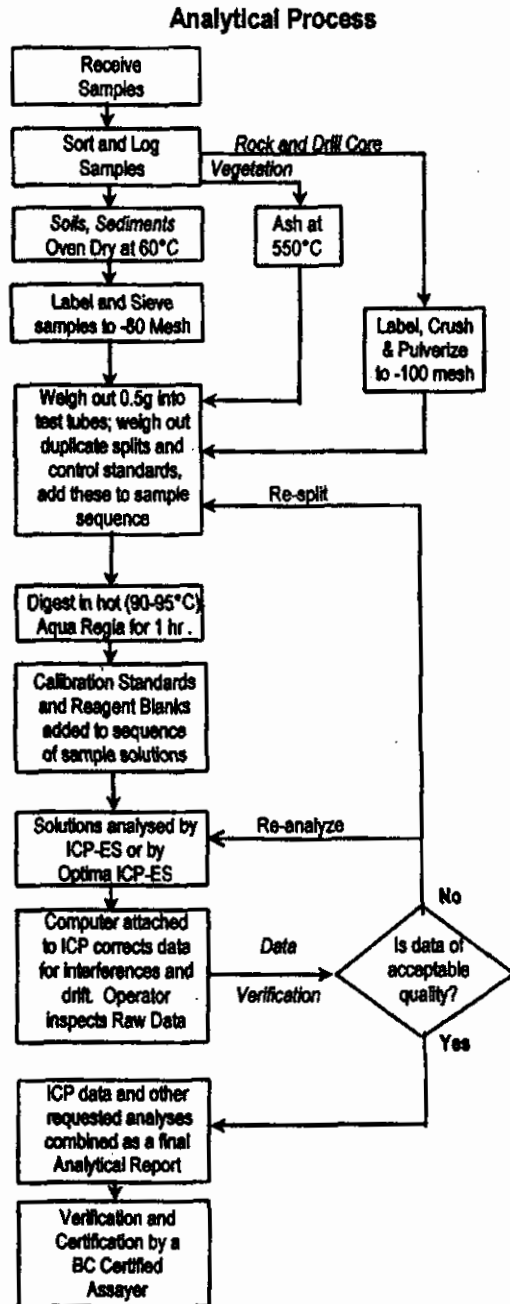 Analytical Process
Receive
Samples
Sort and Log
Samples
Rock and Drill Core
Vegetation
Soils, Sediments
Oven Dry at 60°C
Ash at
550°C
Label and Sieve
samples to -80 Mesh
Label, Crush
& Pulverize
to -100 mesh
Weigh out 0.5g into
test tubes; weigh out
duplicate splits and
control standards,
add these to sample
sequence
Re-split
Digest in hot (90-95°C)
Aqua Regia for 1 hr.
Calibration Standards
and Reagent Blanks
added to sequence
of sample solutions
Solutions analysed by
ICP-ES or by
Optima ICP-ES
Re-analyze
No
Computer attached
to ICP corrects data
for interferences and
drift. Operator
inspects Raw Data
Data
Verification
Is data of
acceptable
quality?
Yes
ICP data and other
requested analyses
combined as a final
Analytical Report
Verification and
Certification by a
BC Certified
Assayer